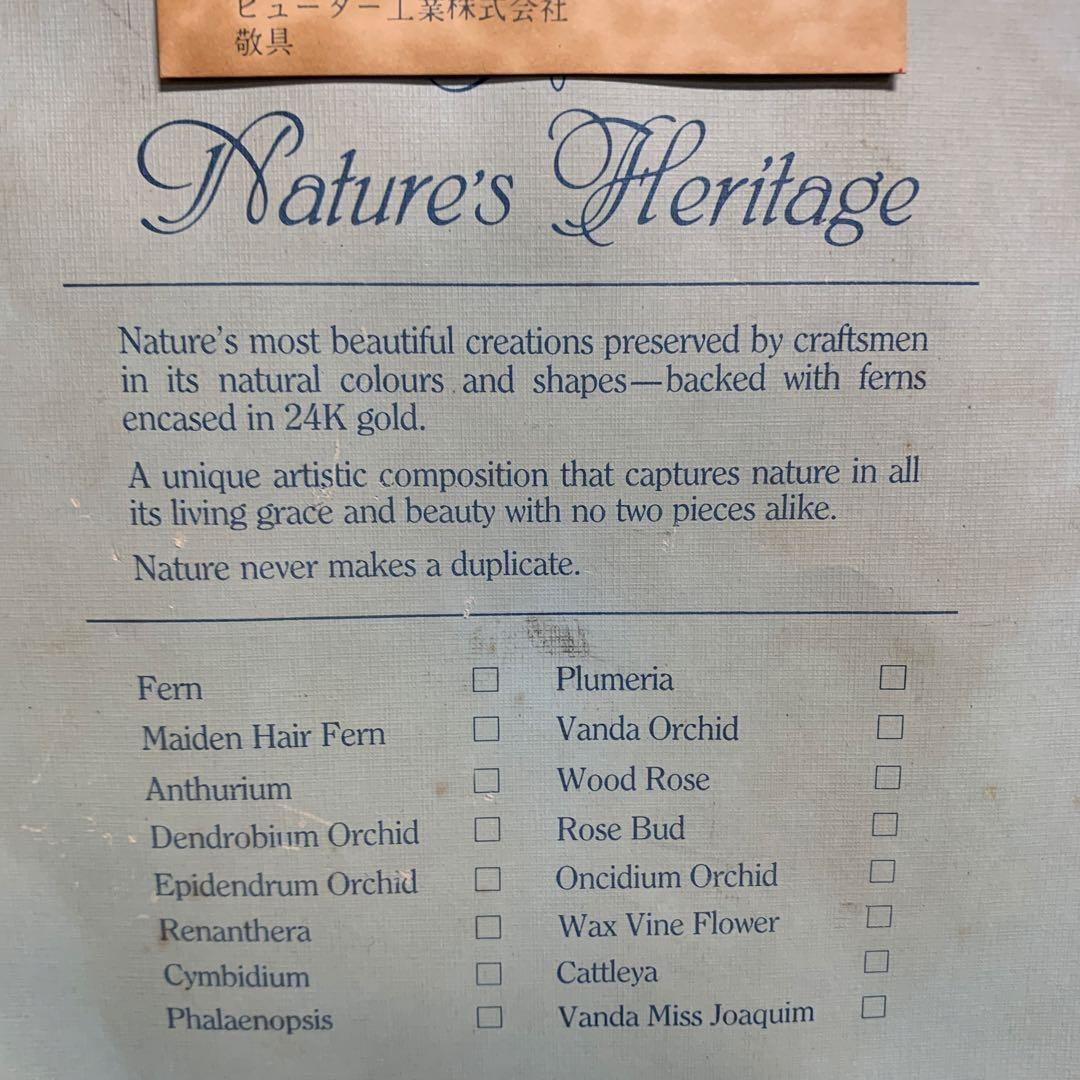 ピューター工業株式会社
敬具
Nature's Heritage
Nature's most beautiful creations preserved by craftsmen
in its natural colours and shapes—backed with ferns
encased in 24K gold.
A unique artistic composition that captures nature in all
its living grace and beauty with no two pieces alike.
Nature never makes a duplicate.
Fern □ Plumeria □
Maiden Hair Fern □ Vanda Orchid □
Anthurium □ Wood Rose □
Dendrobium Orchid □ Rose Bud □
Epidendrum Orchid □ Oncidium Orchid □
Renanthera □ Wax Vine Flower □
Cymbidium □ Cattleya □
Phalaenopsis □ Vanda Miss Joaquim □